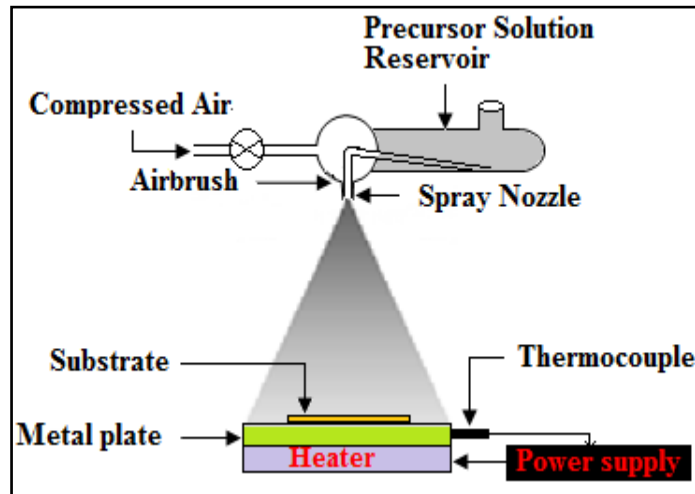 Precursor Solution
Reservoir
Compressed Air
Airbrush
Spray Nozzle
Substrate
Thermocouple
Metal plate
Heater
Power supply